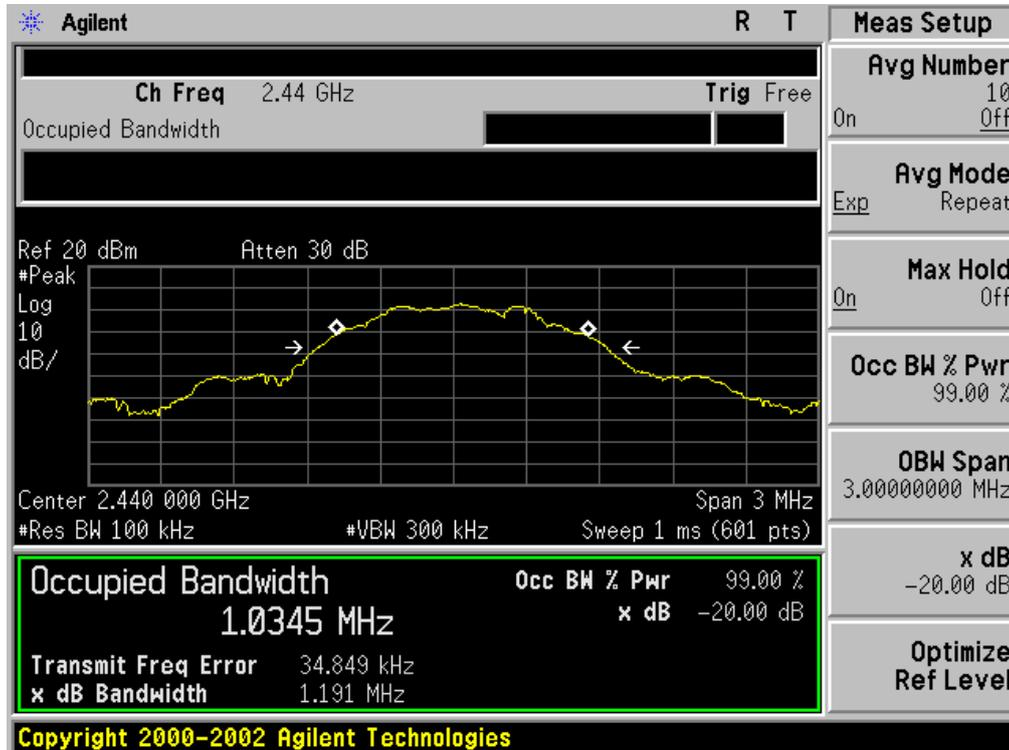 Agilent R T
Meas Setup
Ch Freq 2.44 GHz Trig Free
Occupied Bandwidth
Avg Number
10
On Off
Avg Mode
Exp Repeat
Max Hold
On Off
Occ BW % Pwr
99.00 %
OBW Span
3.00000000 MHz
x dB
-20.00 dB
Optimize
Ref Level
Ref 20 dBm Atten 30 dB
#Peak
Log
10
dB/
Center 2.440 000 GHz Span 3 MHz
#Res BW 100 kHz #VBW 300 kHz Sweep 1 ms (601 pts)
Occupied Bandwidth
1.0345 MHz
Occ BW % Pwr 99.00 %
x dB -20.00 dB
Transmit Freq Error 34.849 kHz
x dB Bandwidth 1.191 MHz
Copyright 2000-2002 Agilent Technologies